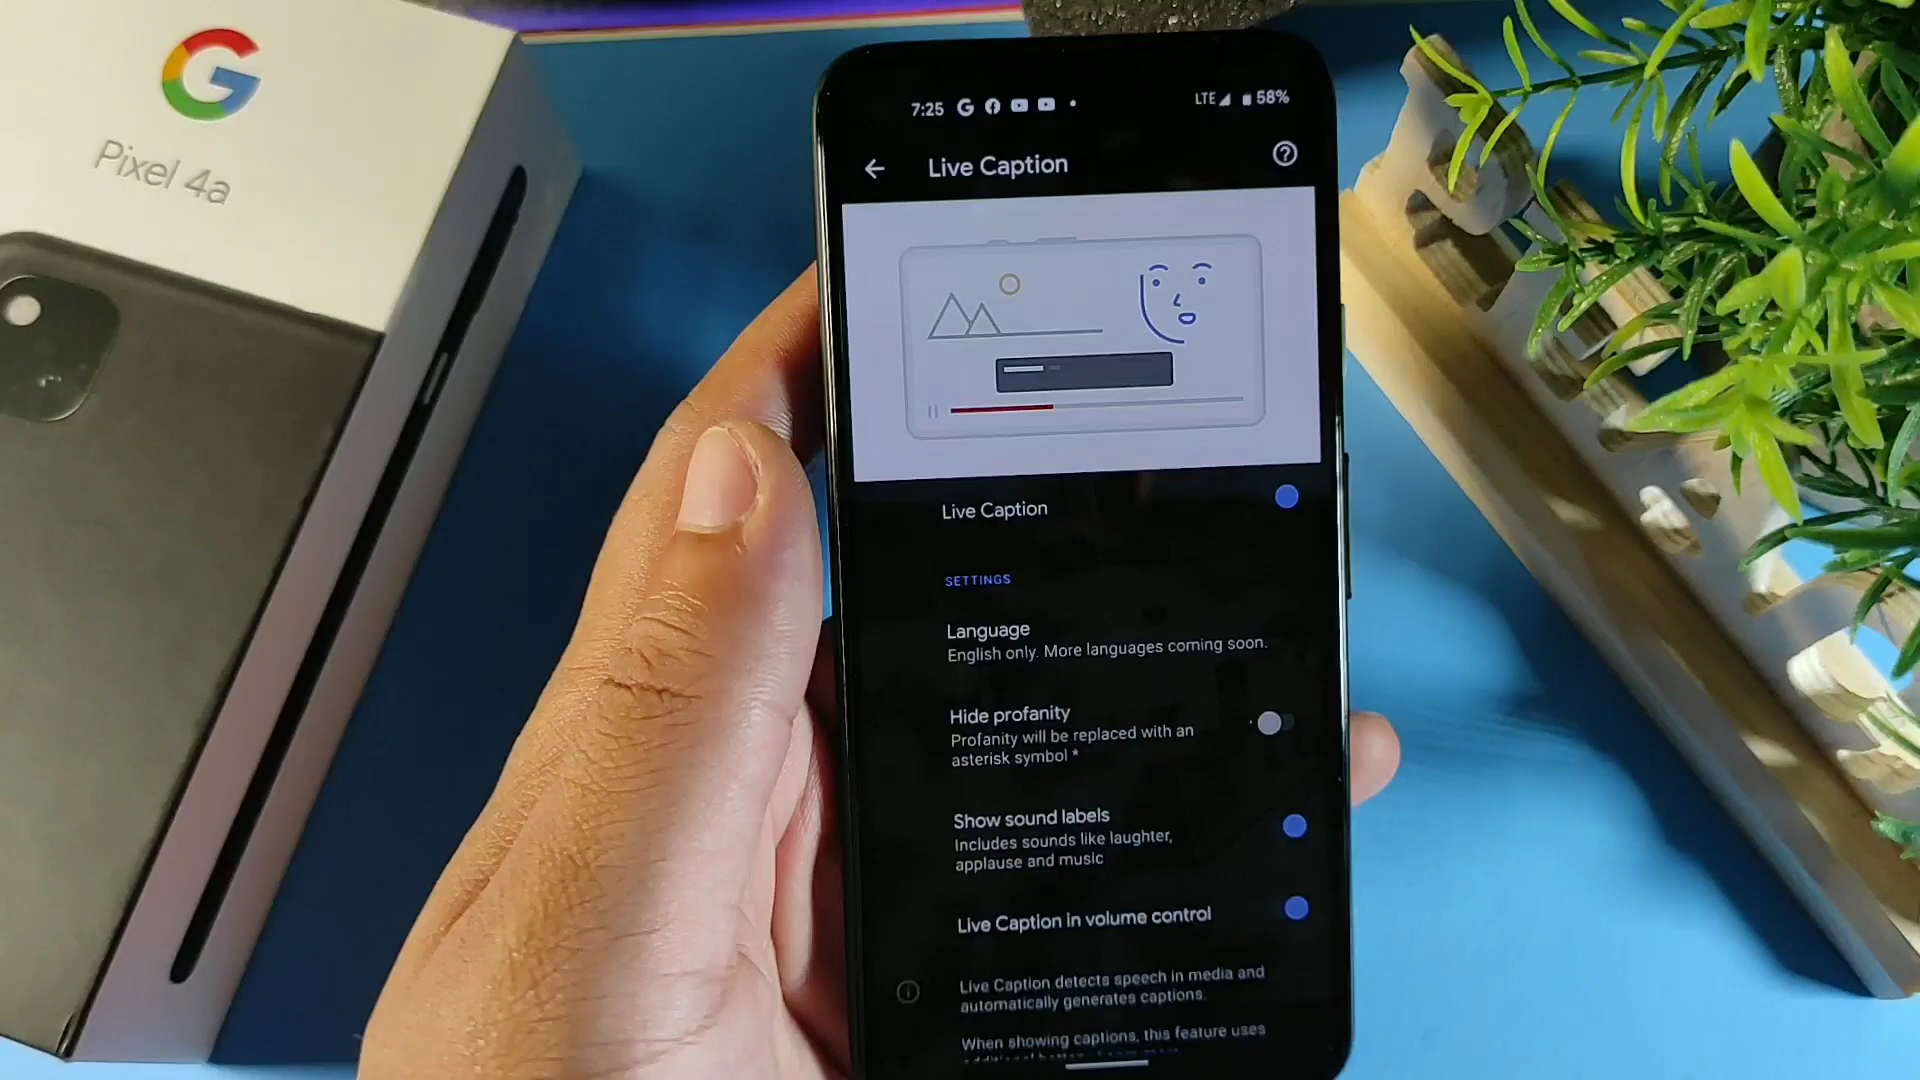 G
Pixel 4a
7:25
LTE
58%
Live Caption
Live Caption
SETTINGS
Language
English only. More languages coming soon.
Hide profanity
Profanity will be replaced with an
asterisk symbol *
Show sound labels
Includes sounds like laughter,
applause and music
Live Caption in volume control
Live Caption detects speech in media and
automatically generates captions.
When showing captions, this feature uses